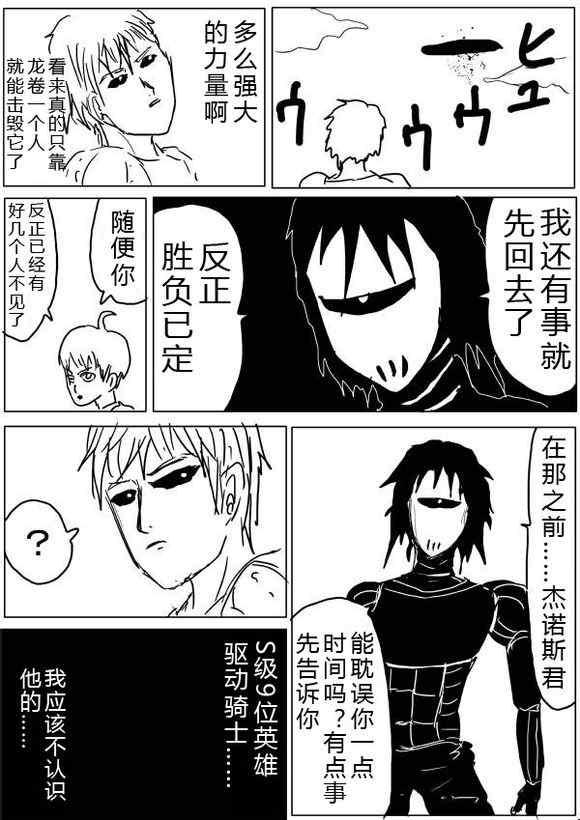 ヒュウウウ
多么强大
的力量啊
看来真的只靠
龙卷一个人
就能击毁它了
我还有事就
先回去了
反正
胜负已定
随便你
反正已经有
好几个人不见了
在那之前……杰诺斯君
能耽误你一点
时间吗？有点事
先告诉你
？
S级9位英雄
驱动骑士……
我应该不认识
他的……